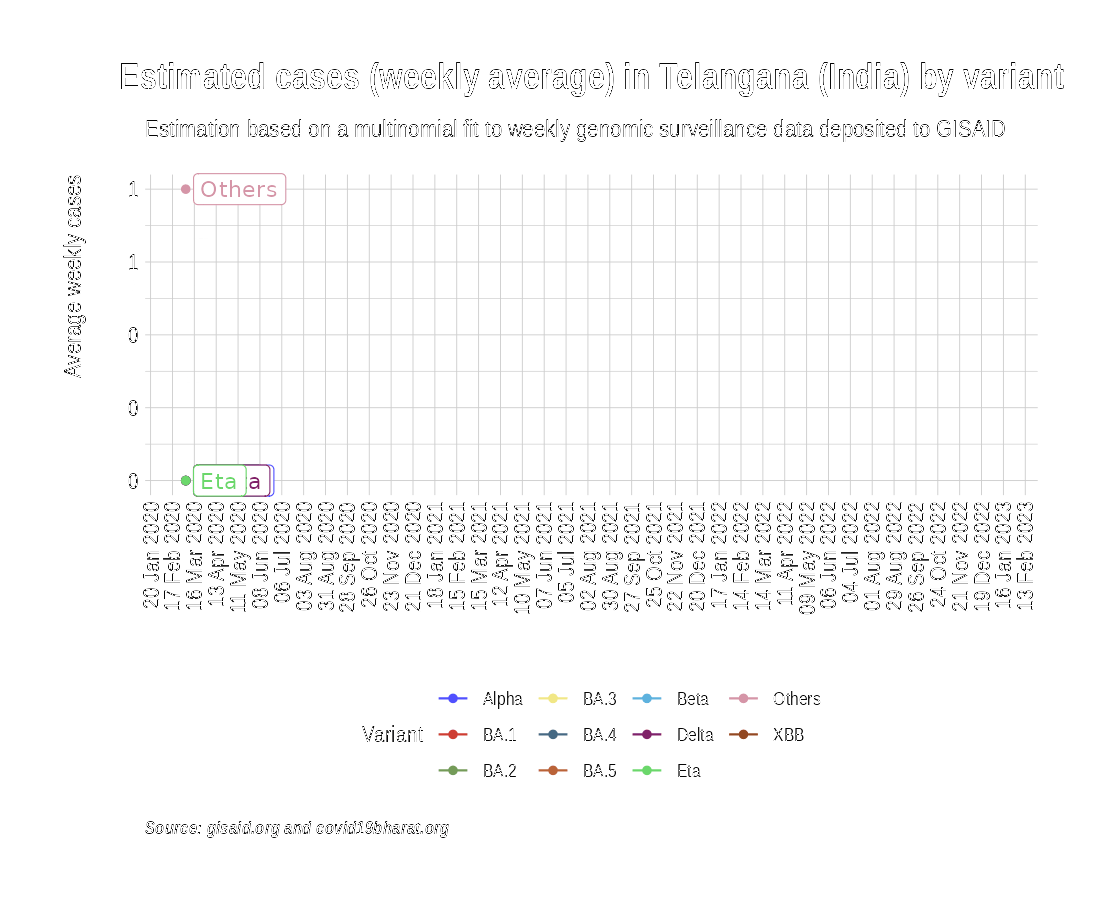 Estimated cases (weekly average) in Telangana (India) by variant
Estimation based on a multinomial fit to weekly genomic surveillance data deposited to GISAID
Average weekly cases
1
1
0
0
0
Others
Eta
a
20 Jan 2020
17 Feb 2020
16 Mar 2020
13 Apr 2020
11 May 2020
08 Jun 2020
06 Jul 2020
03 Aug 2020
31 Aug 2020
28 Sep 2020
26 Oct 2020
23 Nov 2020
21 Dec 2020
18 Jan 2021
15 Feb 2021
15 Mar 2021
12 Apr 2021
10 May 2021
07 Jun 2021
05 Jul 2021
02 Aug 2021
30 Aug 2021
27 Sep 2021
25 Oct 2021
22 Nov 2021
20 Dec 2021
17 Jan 2022
14 Feb 2022
14 Mar 2022
11 Apr 2022
09 May 2022
06 Jun 2022
04 Jul 2022
01 Aug 2022
29 Aug 2022
26 Sep 2022
24 Oct 2022
21 Nov 2022
19 Dec 2022
16 Jan 2023
13 Feb 2023
Variant
Alpha
BA.1
BA.2
BA.3
BA.4
BA.5
Beta
Delta
Eta
Others
XBB
Source: gisaid.org and covid19bharat.org